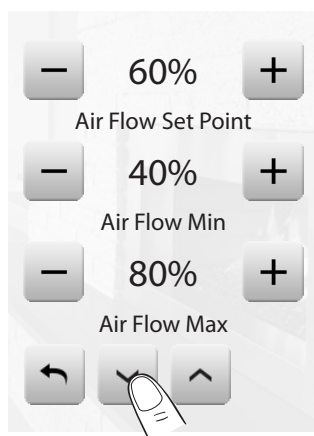 − 60% +
Air Flow Set Point
− 40% +
Air Flow Min
− 80% +
Air Flow Max